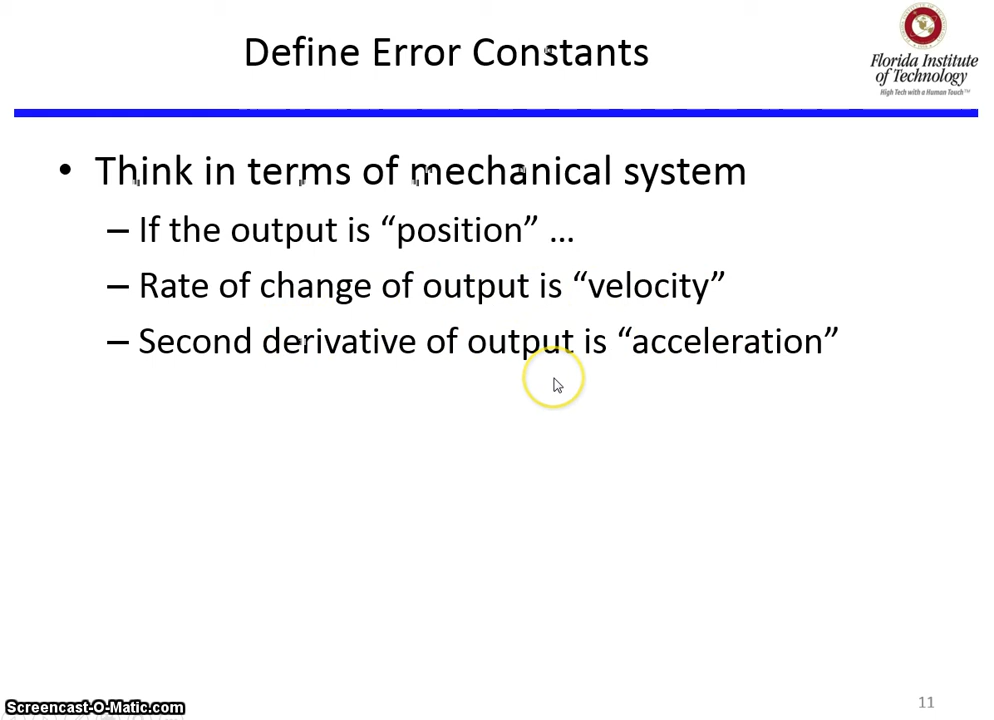 Define Error Constants
Florida Institute
of Technology
High Tech with a Human Touch™
• Think in terms of mechanical system
– If the output is “position” …
– Rate of change of output is “velocity”
– Second derivative of output is “acceleration”
11
Screencast-O-Matic.com